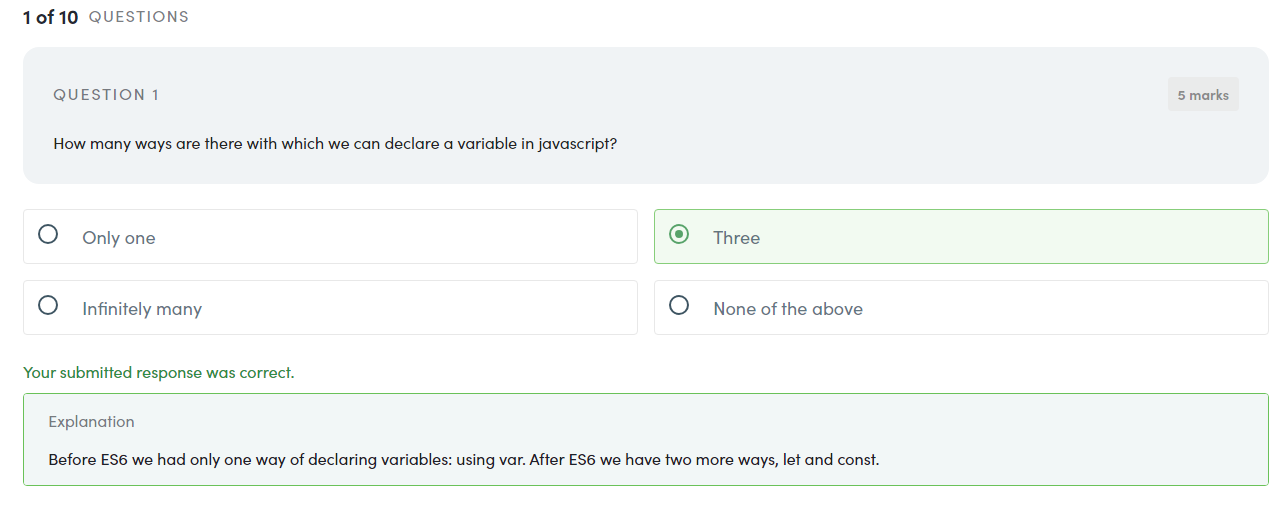 1 of 10 QUESTIONS
QUESTION 1
5 marks
How many ways are there with which we can declare a variable in javascript?
Only one
Three
Infinitely many
None of the above
Your submitted response was correct.
Explanation
Before ES6 we had only one way of declaring variables: using var. After ES6 we have two more ways, let and const.